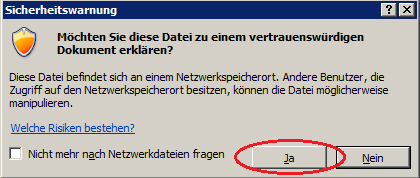 Sicherheitswarnung
Möchten Sie diese Datei zu einem vertrauenswürdigen
Dokument erklären?
Diese Datei befindet sich an einem Netzwerkspeicherort. Andere Benutzer, die
Zugriff auf den Netzwerkspeicherort besitzen, können die Datei möglicherweise
manipulieren.
Welche Risiken bestehen?
Nicht mehr nach Netzwerkdateien fragen
Ja
Nein